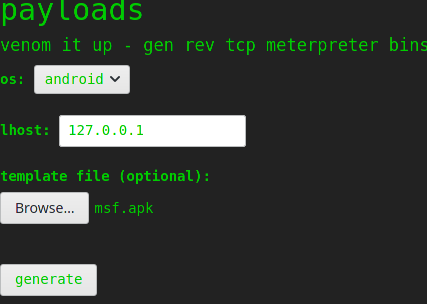 payloads
venom it up - gen rev tcp meterpreter bins
os: android
lhost: 127.0.0.1
template file (optional):
Browse... msf.apk
generate